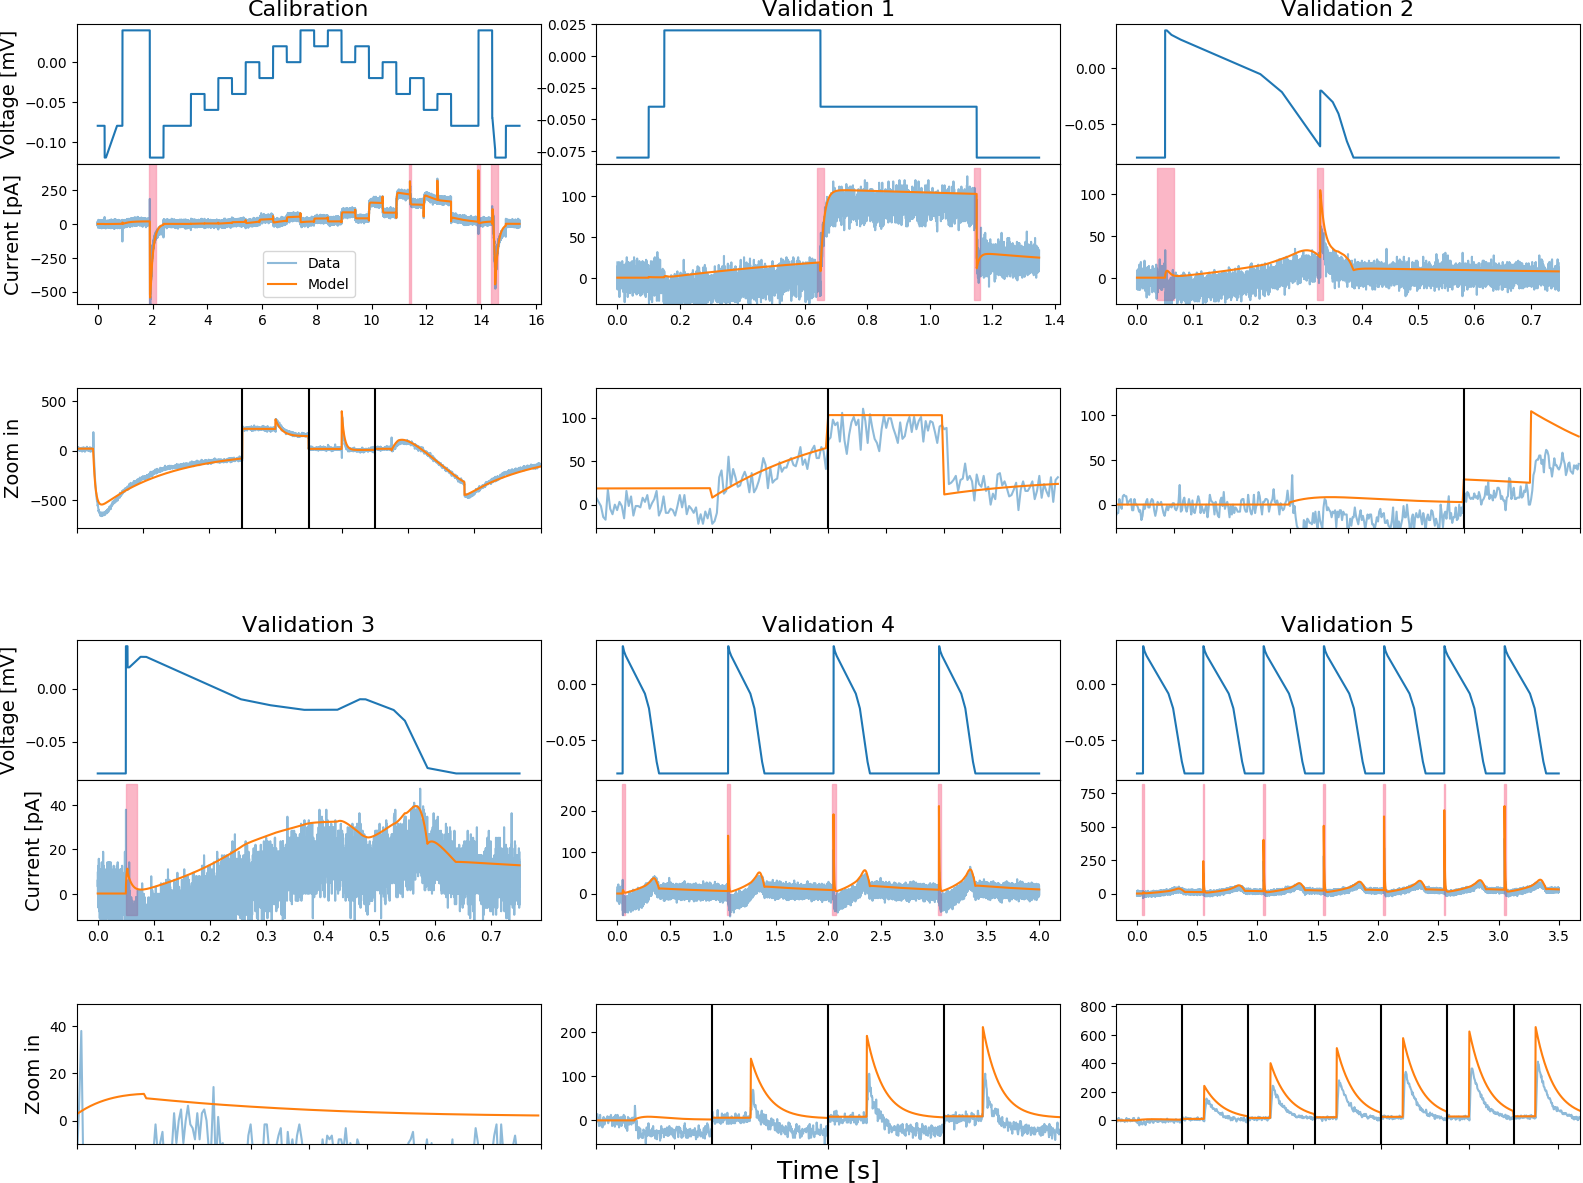 Calibration
Validation 1
Validation 2
Voltage [mV]
0.00
−0.05
−0.10
0.025
0.000
−0.025
−0.050
−0.075
0.00
−0.05
Current [pA]
250
0
−250
−500
Data
Model
100
50
0
100
50
0
0 2 4 6 8 10 12 14 16
0.0 0.2 0.4 0.6 0.8 1.0 1.2 1.4
0.0 0.1 0.2 0.3 0.4 0.5 0.6 0.7
Zoom in
500
0
−500
100
50
0
100
50
0
Validation 3
Validation 4
Validation 5
Voltage [mV]
0.00
−0.05
0.00
−0.05
0.00
−0.05
Current [pA]
40
20
0
200
100
0
750
500
250
0
0.0 0.1 0.2 0.3 0.4 0.5 0.6 0.7
0.0 0.5 1.0 1.5 2.0 2.5 3.0 3.5 4.0
0.0 0.5 1.0 1.5 2.0 2.5 3.0 3.5
Zoom in
40
20
0
200
100
0
800
600
400
200
0
Time [s]